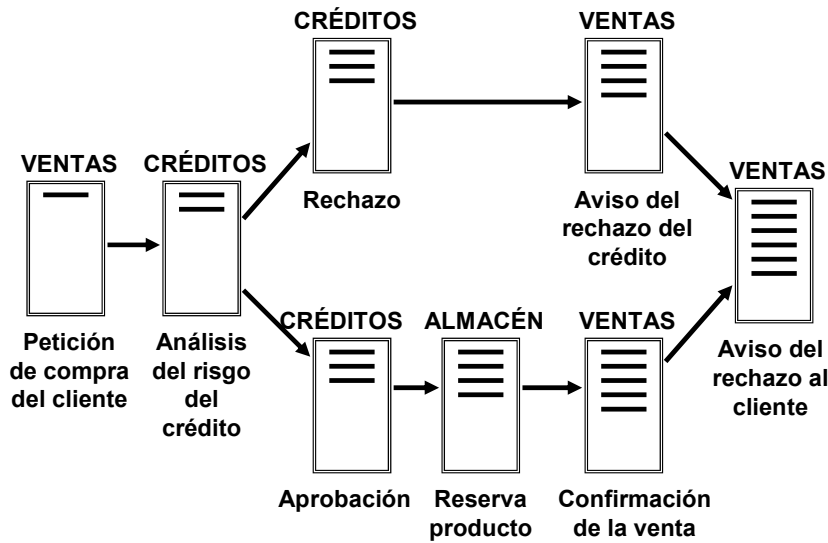 CRÉDITOS
VENTAS
Rechazo
Aviso del
rechazo del
crédito
VENTAS
Petición
de compra
del cliente
CRÉDITOS
Análisis
del risgo
del
crédito
CRÉDITOS
Aprobación
ALMACÉN
Reserva
producto
VENTAS
Confirmación
de la venta
VENTAS
Aviso del
rechazo al
cliente